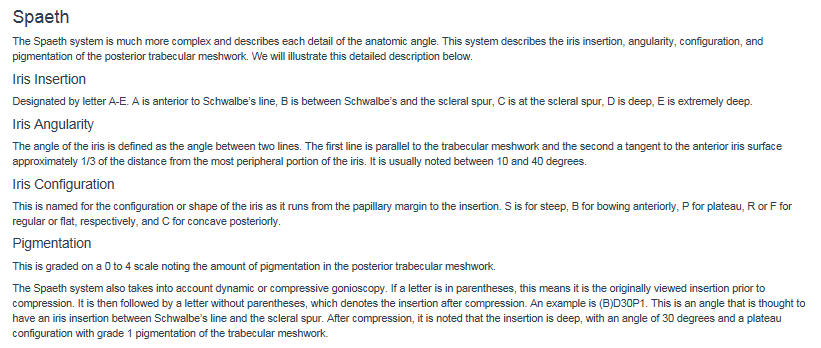 Spaeth
The Spaeth system is much more complex and describes each detail of the anatomic angle. This system describes the iris insertion, angularity, configuration, and
pigmentation of the posterior trabecular meshwork. We will illustrate this detailed description below.
Iris Insertion
Designated by letter A-E. A is anterior to Schwalbe's line, B is between Schwalbe's and the scleral spur, C is at the scleral spur, D is deep, E is extremely deep.
Iris Angularity
The angle of the iris is defined as the angle between two lines. The first line is parallel to the trabecular meshwork and the second a tangent to the anterior iris surface
approximately 1/3 of the distance from the most peripheral portion of the iris. It is usually noted between 10 and 40 degrees.
Iris Configuration
This is named for the configuration or shape of the iris as it runs from the papillary margin to the insertion. S is for steep, B for bowing anteriorly, P for plateau, R or F for
regular or flat, respectively, and C for concave posteriorly.
Pigmentation
This is graded on a 0 to 4 scale noting the amount of pigmentation in the posterior trabecular meshwork.
The Spaeth system also takes into account dynamic or compressive gonioscopy. If a letter is in parentheses, this means it is the originally viewed insertion prior to
compression. It is then followed by a letter without parentheses, which denotes the insertion after compression. An example is (B)D30P1. This is an angle that is thought to
have an iris insertion between Schwalbe's line and the scleral spur. After compression, it is noted that the insertion is deep, with an angle of 30 degrees and a plateau
configuration with grade 1 pigmentation of the trabecular meshwork.